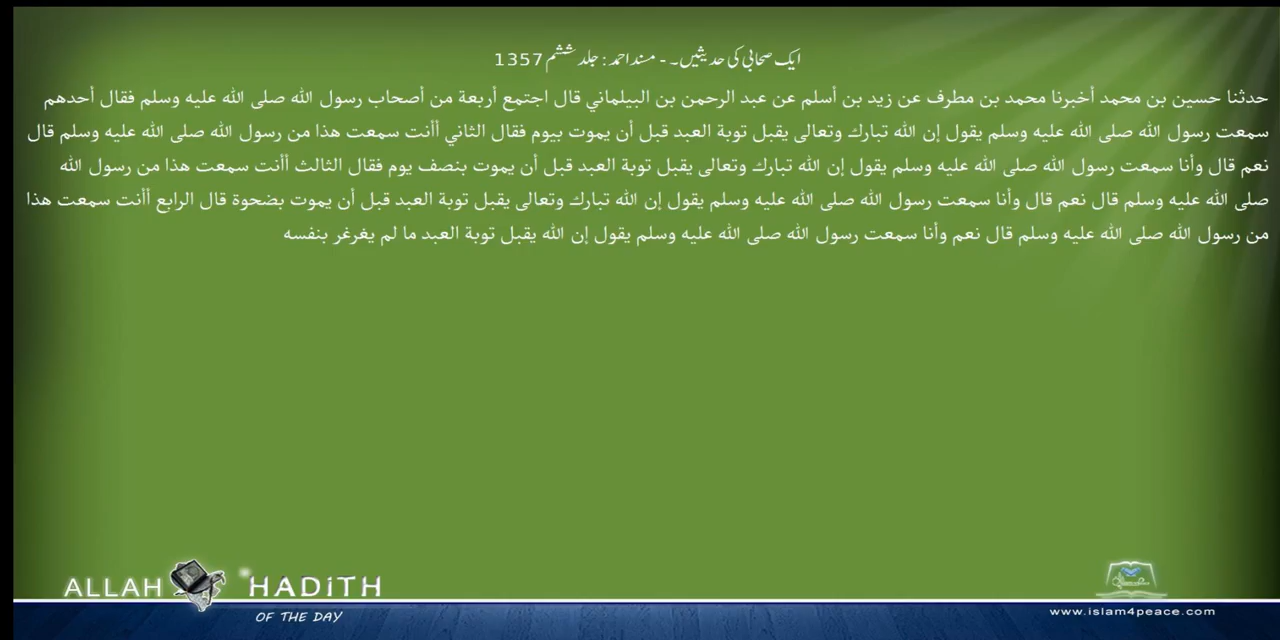 ایک صحابی کی حدیثیں۔ - مسند احمد : جلد ششم 1357
حدثنا حسين بن محمد أخبرنا محمد بن مطرف عن زيد بن أسلم عن عبد الرحمن بن البيلماني قال اجتمع أربعة من أصحاب رسول الله صلى الله عليه وسلم فقال أحدهم
سمعت رسول الله صلى الله عليه وسلم يقول إن الله تبارك وتعالى يقبل توبة العبد قبل أن يموت بيوم فقال الثاني أأنت سمعت هذا من رسول الله صلى الله عليه وسلم قال
نعم قال وأنا سمعت رسول الله صلى الله عليه وسلم يقول إن الله تبارك وتعالى يقبل توبة العبد قبل أن يموت بنصف يوم فقال الثالث أأنت سمعت هذا من رسول الله
صلى الله عليه وسلم قال نعم قال وأنا سمعت رسول الله صلى الله عليه وسلم يقول إن الله تبارك وتعالى يقبل توبة العبد قبل أن يموت بضحوة قال الرابع أأنت سمعت هذا
من رسول الله صلى الله عليه وسلم قال نعم وأنا سمعت رسول الله صلى الله عليه وسلم يقول إن الله يقبل توبة العبد ما لم يغرغر بنفسه
ALLAH HADITH
OF THE DAY
www.islam4peace.com